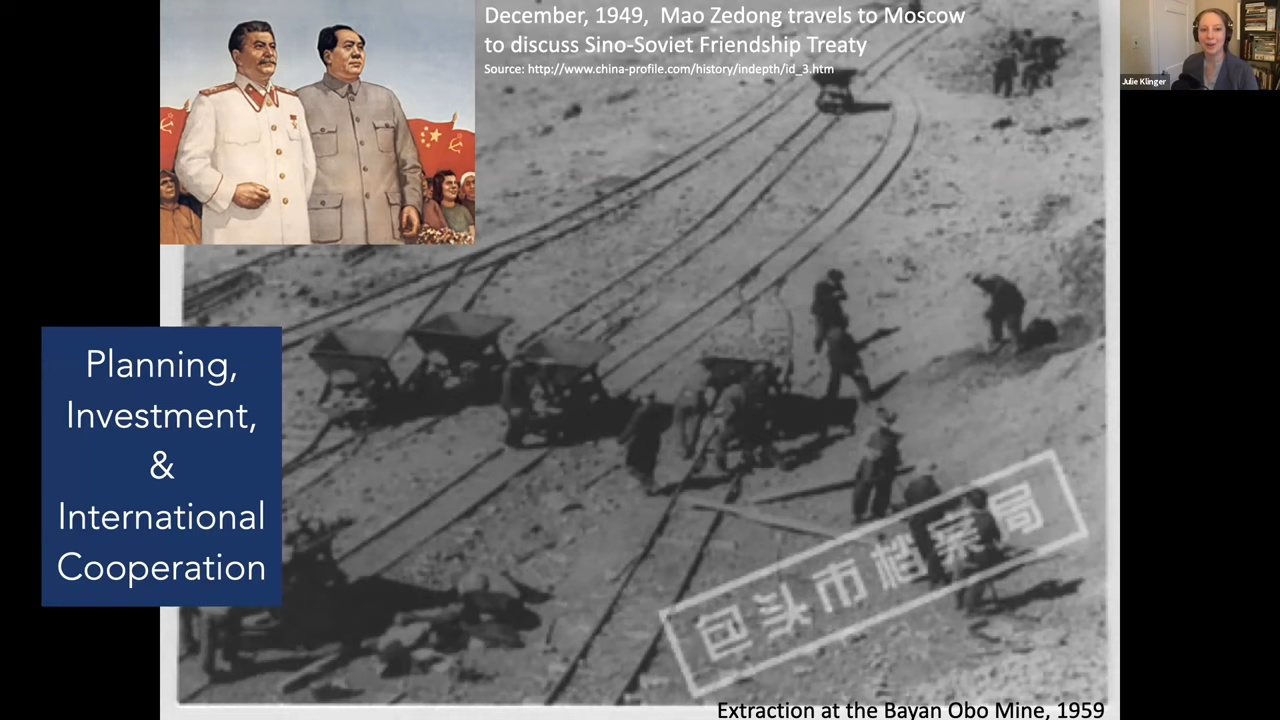 December, 1949, Mao Zedong travels to Moscow
to discuss Sino-Soviet Friendship Treaty
Source: http://www.china-profile.com/history/indepth/id_3.htm
Julie Klinger
Planning,
Investment,
&
International
Cooperation
包头市档案局
Extraction at the Bayan Obo Mine, 1959